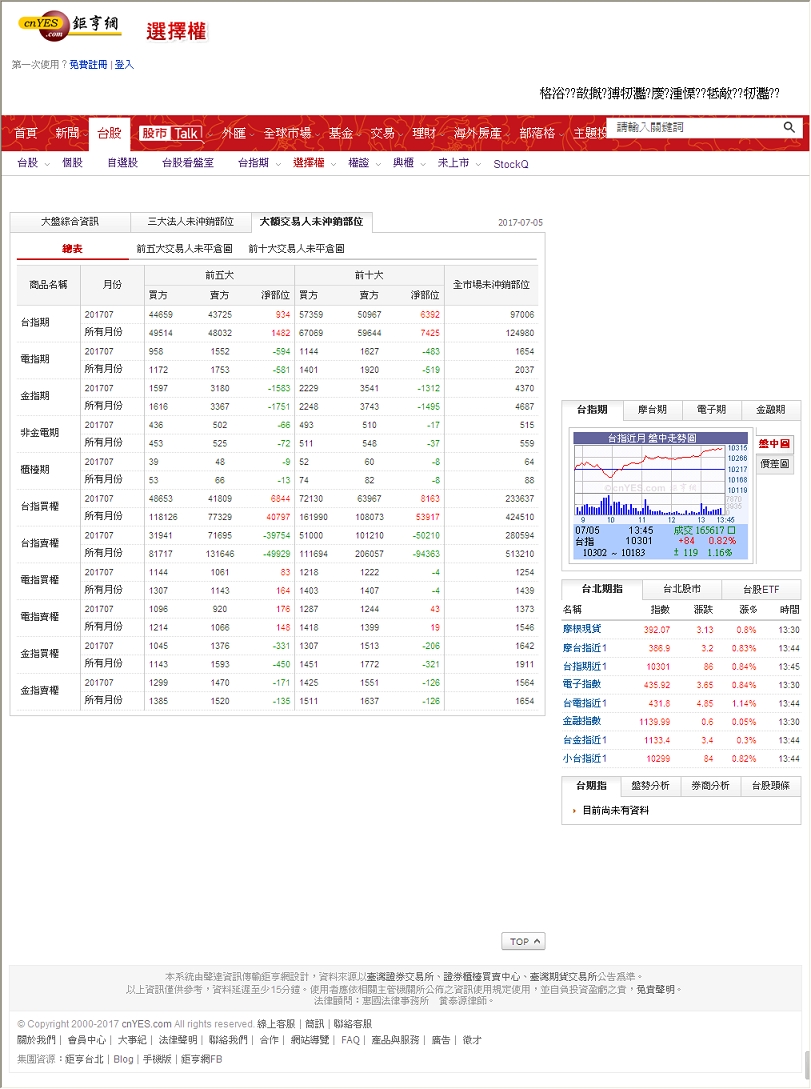 cnYES .com 鉅亨網 選擇權
第一次使用？免費註冊 | 登入
首頁 新聞 台股 股市 Talk 外匯 全球市場 基金 交易 理財 海外房產 部落格 主題投 請輸入關鍵詞
台股 個股 自選股 台股看盤室 台指期 選擇權 權證 興櫃 未上市 StockQ
大盤綜合資訊 三大法人未沖銷部位 大額交易人未沖銷部位 2017-07-05
總表 前五大交易人未平倉圖 前十大交易人未平倉圖
商品名稱 月份 前五大 前十大 全市場未沖銷部位
買方 賣方 淨部位 買方 賣方 淨部位
台指期 201707 44659 43725 934 57359 50967 6392 97006
所有月份 49514 48032 1482 67069 59644 7425 124980
電指期 201707 958 1552 -594 1144 1627 -483 1654
所有月份 1172 1753 -581 1401 1920 -519 2037
金指期 201707 1597 3180 -1583 2229 3541 -1312 4370
所有月份 1616 3367 -1751 2248 3743 -1495 4687
非金電期 201707 436 502 -66 493 510 -17 515
所有月份 453 525 -72 511 548 -37 559
櫃檯期 201707 39 48 -9 52 60 -8 64
所有月份 53 66 -13 74 82 -8 88
台指買權 201707 48653 41809 6844 72130 63967 8163 233637
所有月份 118126 77329 40797 161990 108073 53917 424510
台指賣權 201707 31941 71695 -39754 51000 101210 -50210 280594
所有月份 81717 131646 -49929 111694 206057 -94363 513210
電指買權 201707 1144 1061 83 1218 1222 -4 1254
所有月份 1307 1143 164 1403 1407 -4 1439
電指賣權 201707 1096 920 176 1287 1244 43 1373
所有月份 1214 1066 148 1418 1399 19 1546
金指買權 201707 1045 1376 -331 1307 1513 -206 1642
所有月份 1143 1593 -450 1451 1772 -321 1911
金指賣權 201707 1299 1470 -171 1425 1551 -126 1564
所有月份 1385 1520 -135 1511 1637 -126 1654
台指期 摩台期 電子期 金融期
台指近月 盤中走勢圖 盤中圖
價差圖
10315
10266
10217
10168
10119
9 10 11 12 13 13:45
07/05 13:45 成交 165617 口
台指 10301 +84 0.82%
10302 ~ 10183 ± 119 1.16%
台北期指 台北股市 台股ETF
名稱 指數 漲跌 漲% 時間
摩根現貨 392.07 3.13 0.8% 13:30
摩台指近1 386.9 3.2 0.83% 13:44
台指期近1 10301 86 0.84% 13:45
電子指數 435.92 3.65 0.84% 13:30
台電指近1 431.8 4.85 1.14% 13:44
金融指數 1139.99 0.6 0.05% 13:30
台金指近1 1133.4 3.4 0.3% 13:44
小台指近1 10299 84 0.82% 13:44
台期指 盤勢分析 券商分析 台股頭條
目前尚未有資料
TOP
本系統由聲達資訊傳輸鉅亨網設計，資料來源以臺灣證券交易所、證券櫃檯買賣中心、臺灣期貨交易所公告為準。
以上資訊僅供參考，資料延遲至少15分鐘。使用者應依相關主管機關所公佈之資訊使用規定使用，並自負投資盈虧之責，免責聲明。
法律顧問：惠國法律事務所 黃泰源律師。
© Copyright 2000-2017 cnYES.com All rights reserved. 線上客服 | 簡訊 | 聯絡客服
關於我們 | 會員中心 | 大事紀 | 法律聲明 | 聯絡我們 | 合作 | 網站導覽 | FAQ | 產品與服務 | 廣告 | 徵才
集團資源：鉅亨台北 | Blog | 手機版 | 鉅亨網FB